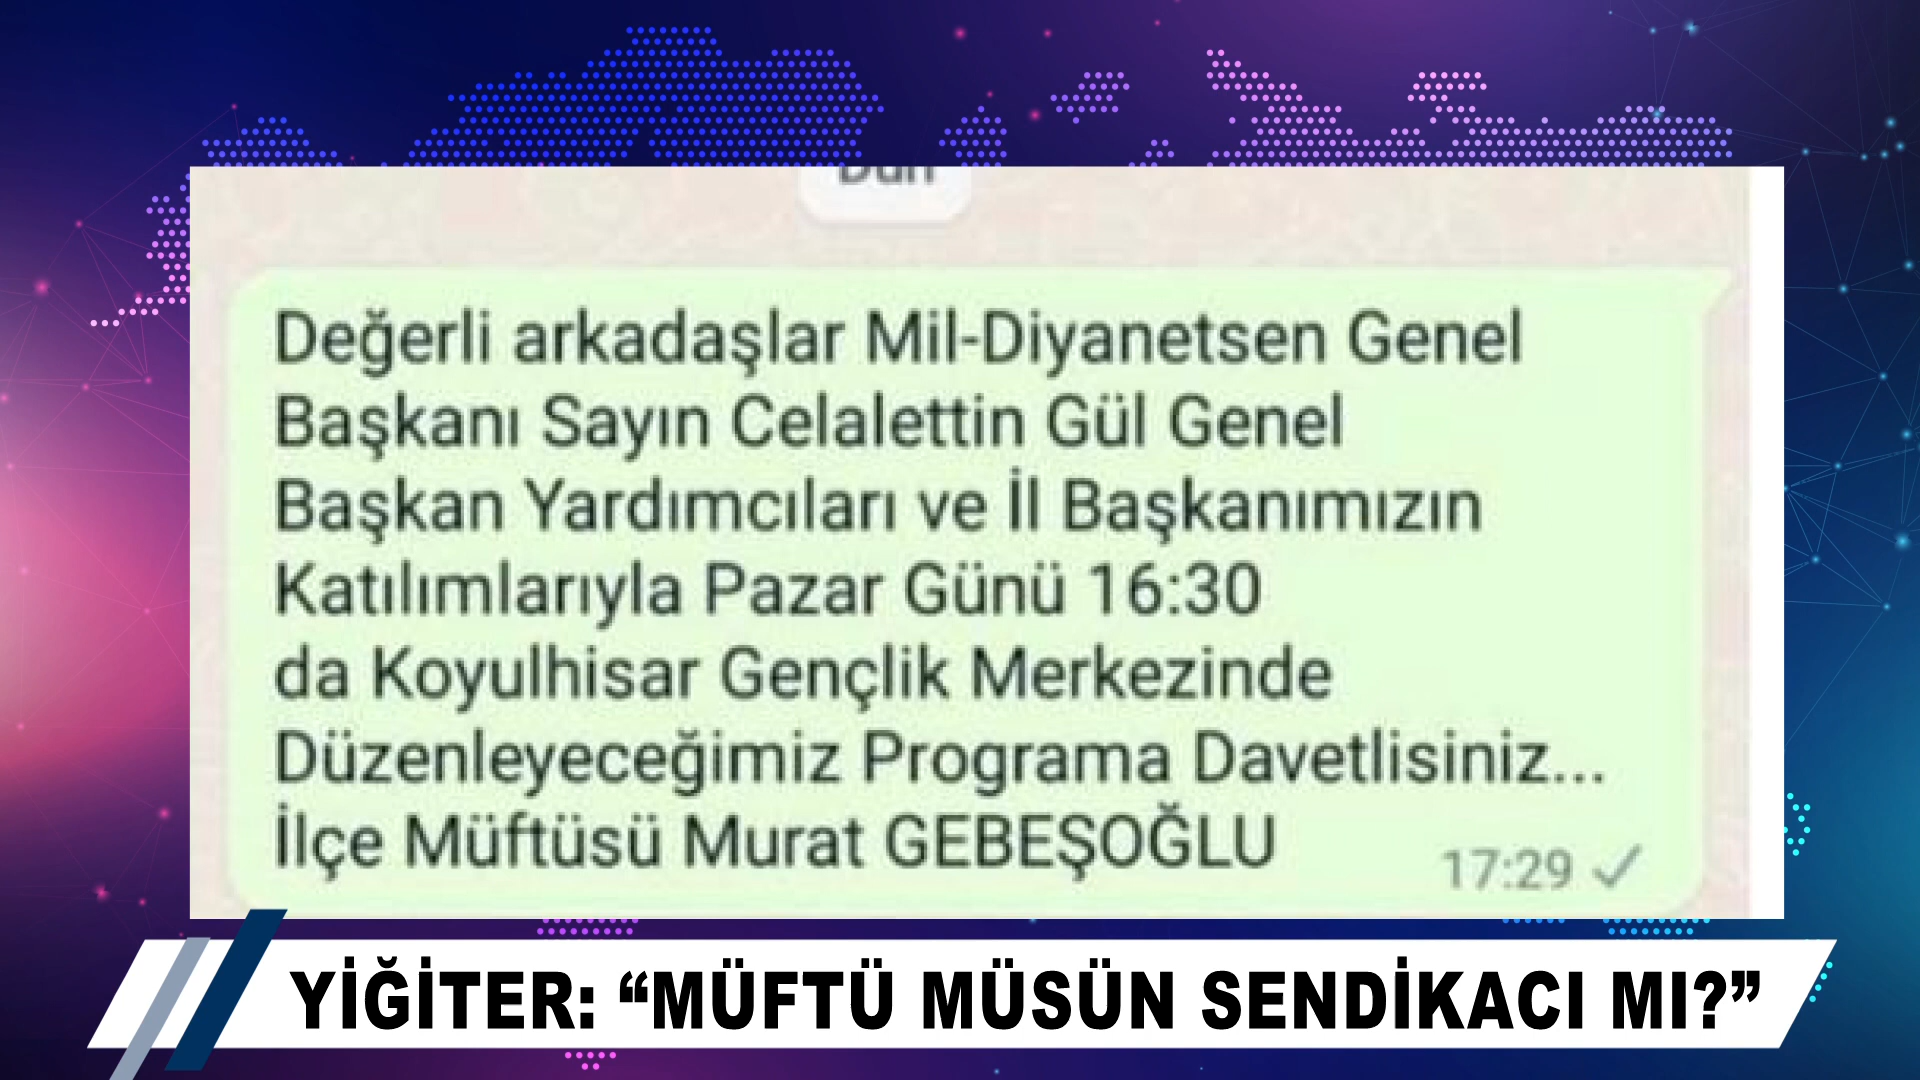 Dün
Değerli arkadaşlar Mil-Diyanetsen Genel
Başkanı Sayın Celalettin Gül Genel
Başkan Yardımcıları ve İl Başkanımızın
Katılımlarıyla Pazar Günü 16:30
da Koyulhisar Gençlik Merkezinde
Düzenleyeceğimiz Programa Davetlisiniz...
İlçe Müftüsü Murat GEBEŞOĞLU
17:29
YİĞİTER: “MÜFTÜ MÜSÜN SENDİKACI MI?”